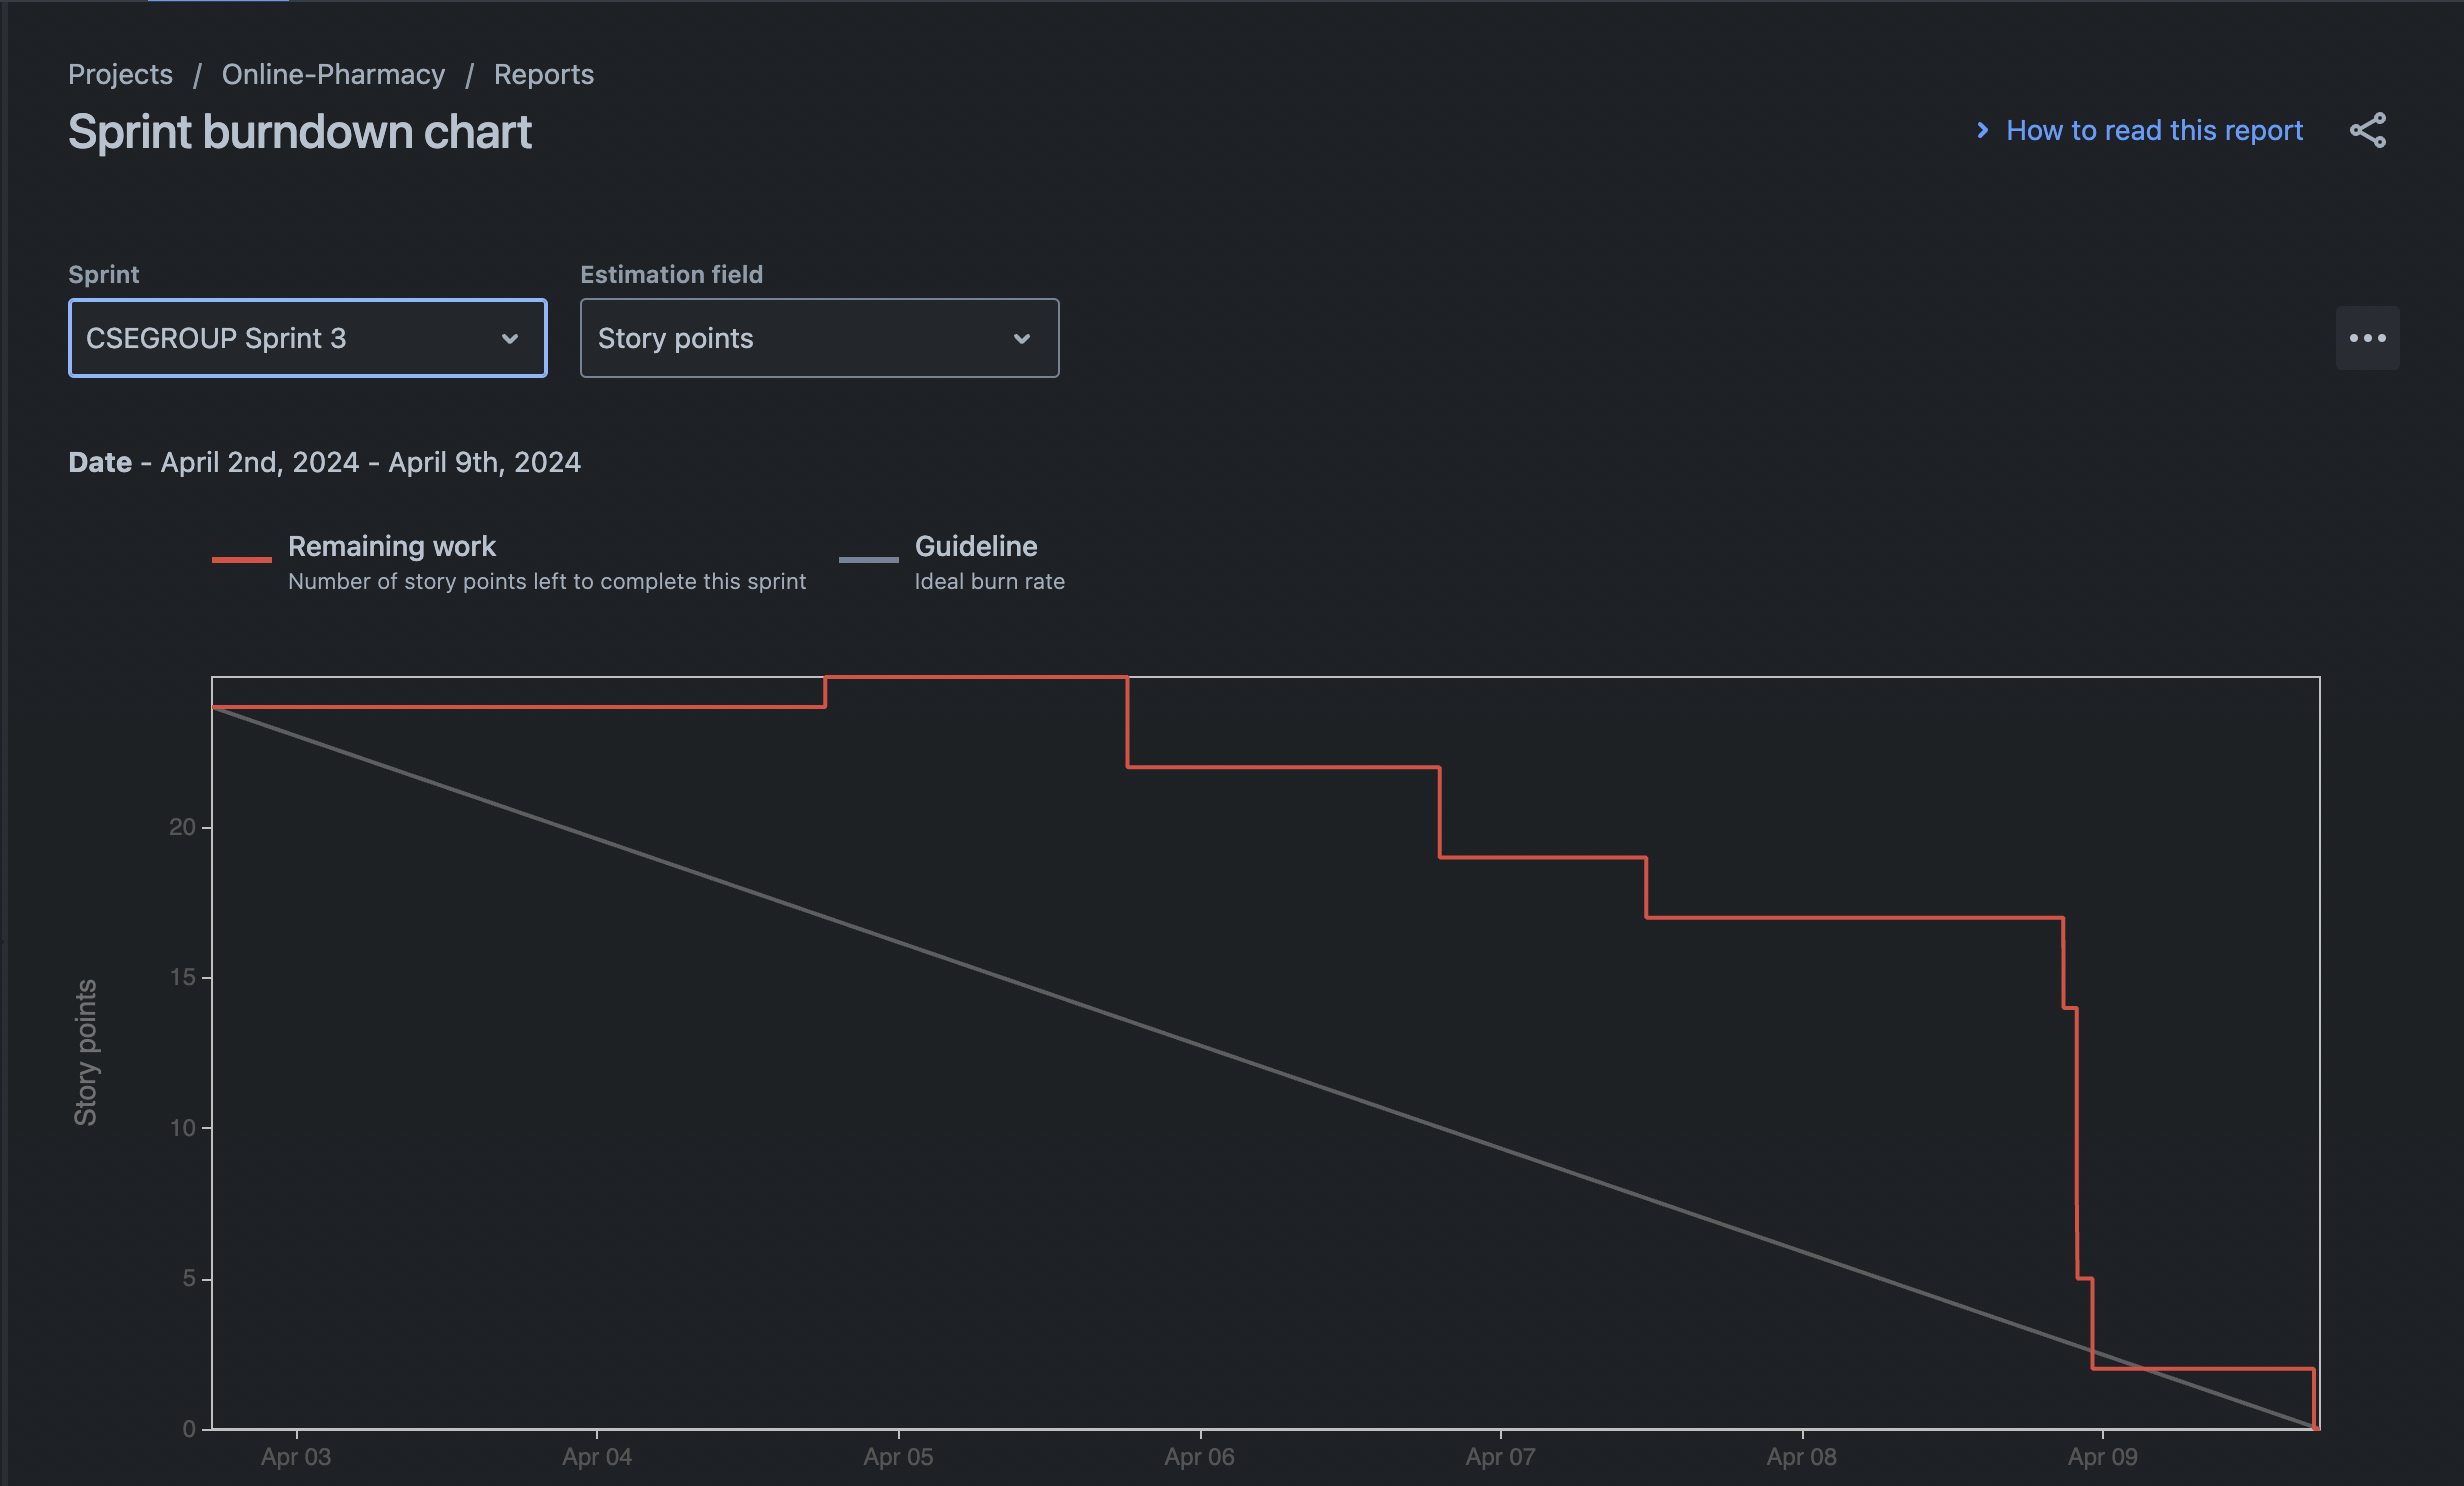 Projects / Online-Pharmacy / Reports
Sprint burndown chart
How to read this report
Sprint
Estimation field
CSEGROUP Sprint 3
Story points
Date - April 2nd, 2024 - April 9th, 2024
Remaining work
Number of story points left to complete this sprint
Guideline
Ideal burn rate
Story points
20
15
10
5
0
Apr 03
Apr 04
Apr 05
Apr 06
Apr 07
Apr 08
Apr 09